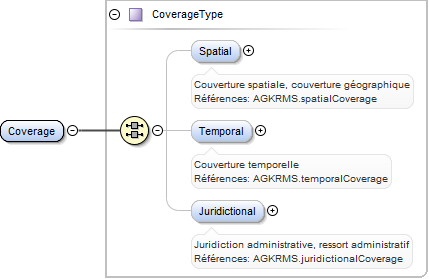 CoverageType
Spatial
Couverture spatiale, couverture géographique
Références: AGKRMS.spatialCoverage
Coverage
Temporal
Couverture temporelle
Références: AGKRMS.temporalCoverage
Juridictional
Juridiction administrative, ressort administratif
Références: AGKRMS.juridictionalCoverage